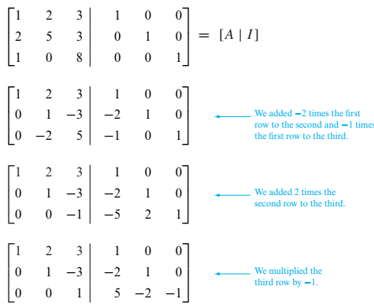 1 2 3 | 1 0 0
2 5 3 | 0 1 0 = [A | I]
1 0 8 | 0 0 1
1 2 3 | 1 0 0
0 1 −3 | −2 1 0
0 −2 5 | −1 0 1
We added −2 times the first
row to the second and −1 times
the first row to the third.
1 2 3 | 1 0 0
0 1 −3 | −2 1 0
0 0 −1 | −5 2 1
We added 2 times the
second row to the third.
1 2 3 | 1 0 0
0 1 −3 | −2 1 0
0 0 1 | 5 −2 −1
We multiplied the
third row by −1.